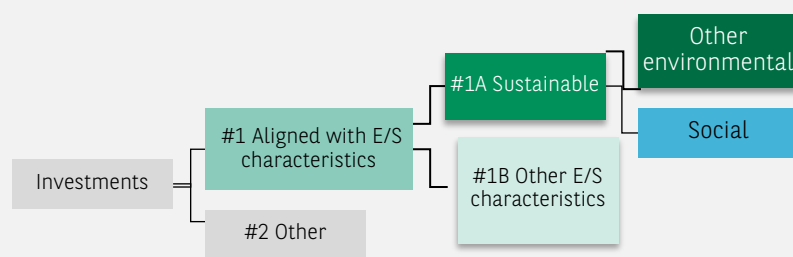 Other
environmental
#1A Sustainable
#1 Aligned with E/S
characteristics
Social
Investments
#1B Other E/S
characteristics
#2 Other